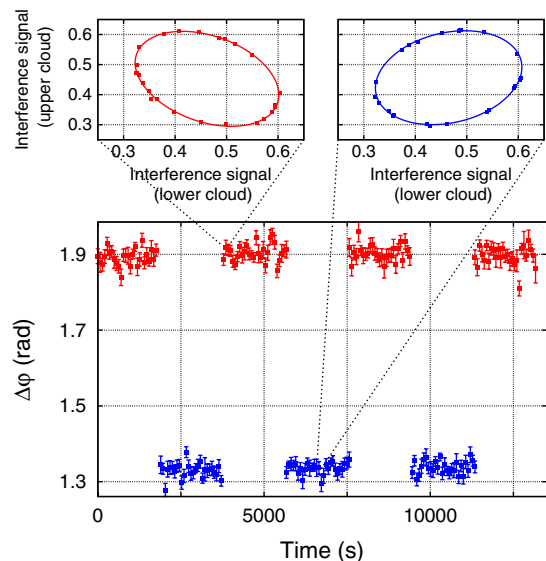 Interference signal
(upper cloud)
0.6
0.5
0.4
0.3
0.3 0.4 0.5 0.6
Interference signal
(lower cloud)
0.3 0.4 0.5 0.6
Interference signal
(lower cloud)
Δφ (rad)
1.9
1.7
1.5
1.3
0 5000 10000
Time (s)